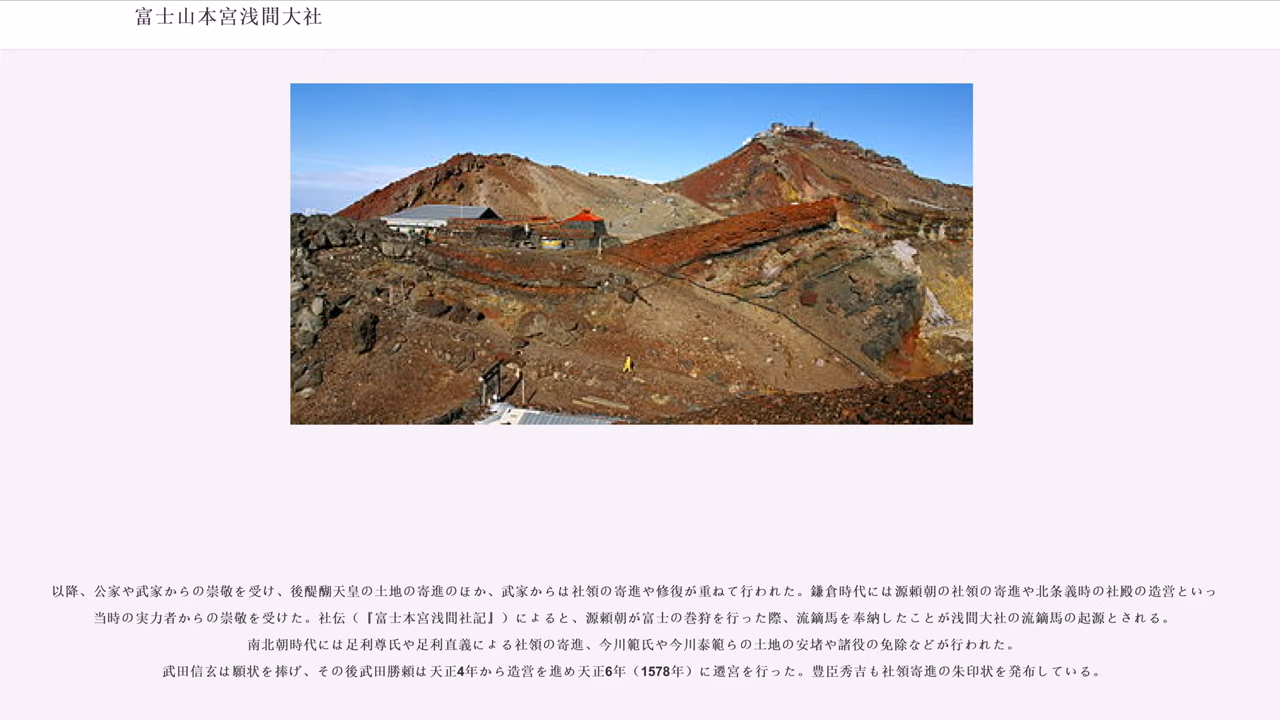 富士山本宮浅間大社
以降、公家や武家からの崇敬を受け、後醍醐天皇の土地の寄進のほか、武家からは社領の寄進や修復が重ねて行われた。鎌倉時代には源頼朝の社領の寄進や北条義時の社殿の造営といっ
当時の実力者からの崇敬を受けた。社伝（『富士本宮浅間社記』）によると、源頼朝が富士の巻狩を行った際、流鏑馬を奉納したことが浅間大社の流鏑馬の起源とされる。
南北朝時代には足利尊氏や足利直義による社領の寄進、今川範氏や今川泰範らの土地の安堵や諸役の免除などが行われた。
武田信玄は願状を捧げ、その後武田勝頼は天正4年から造営を進め天正6年（1578年）に遷宮を行った。豊臣秀吉も社領寄進の朱印状を発布している。